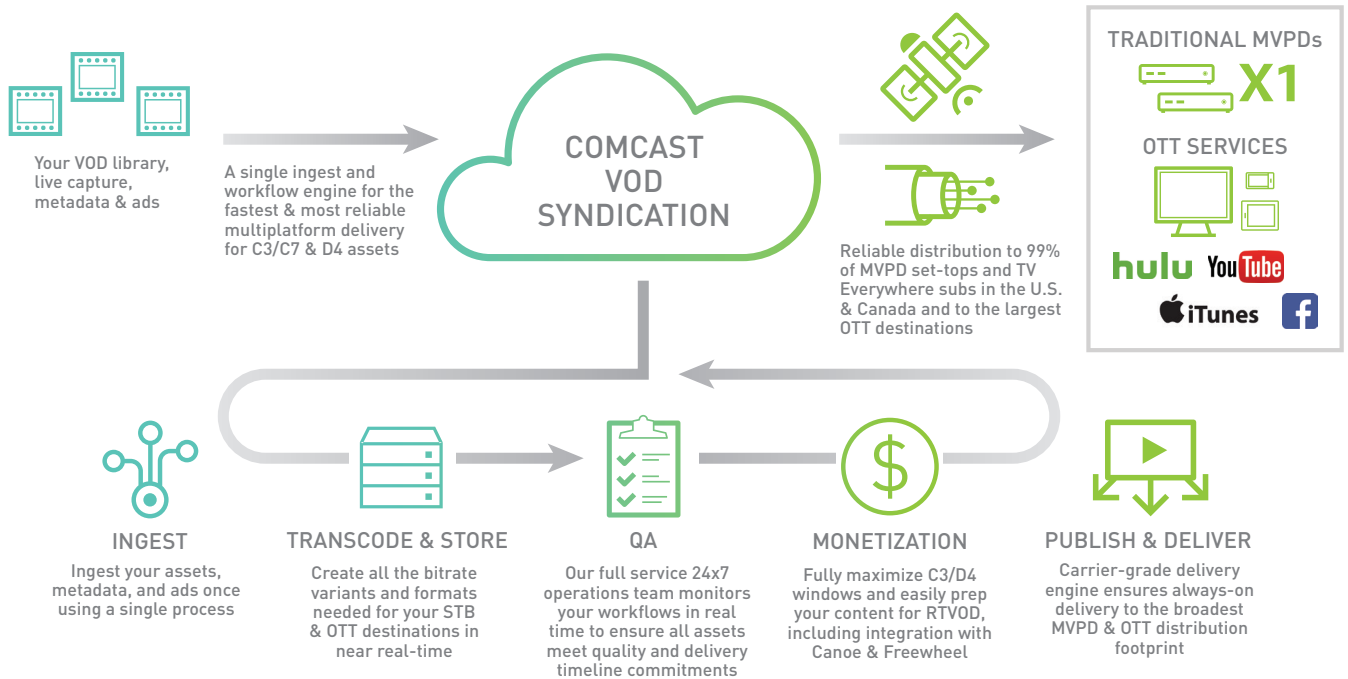 Your VOD library,
live capture,
metadata & ads
A single ingest and
workflow engine for the
fastest & most reliable
multiplatform delivery
for C3/C7 & D4 assets
COMCAST
VOD
SYNDICATION
Reliable distribution to 99%
of MVPD set-tops and TV
Everywhere subs in the U.S.
& Canada and to the largest
OTT destinations
TRADITIONAL MVPDs
X1
OTT SERVICES
hulu
YouTube
iTunes
f
INGEST
Ingest your assets,
metadata, and ads once
using a single process
TRANSCODE & STORE
Create all the bitrate
variants and formats
needed for your STB
& OTT destinations in
near real-time
QA
Our full service 24x7
operations team monitors
your workflows in real
time to ensure all assets
meet quality and delivery
timeline commitments
$
MONETIZATION
Fully maximize C3/D4
windows and easily prep
your content for RTVOD,
including integration with
Canoe & Freewheel
PUBLISH & DELIVER
Carrier-grade delivery
engine ensures always-on
delivery to the broadest
MVPD & OTT distribution
footprint